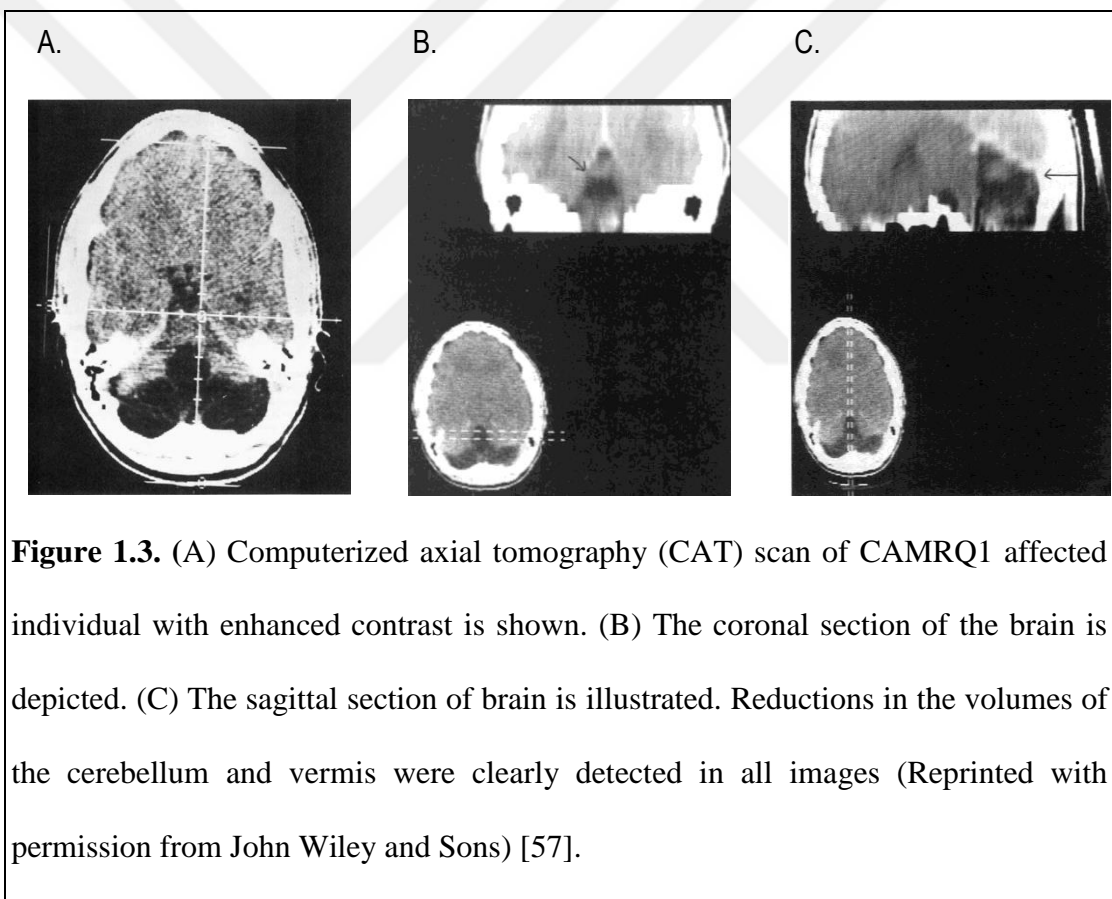 A. B. C.
Figure 1.3. (A) Computerized axial tomography (CAT) scan of CAMRQ1 affected
individual with enhanced contrast is shown. (B) The coronal section of the brain is
depicted. (C) The sagittal section of brain is illustrated. Reductions in the volumes of
the cerebellum and vermis were clearly detected in all images (Reprinted with
permission from John Wiley and Sons) [57].